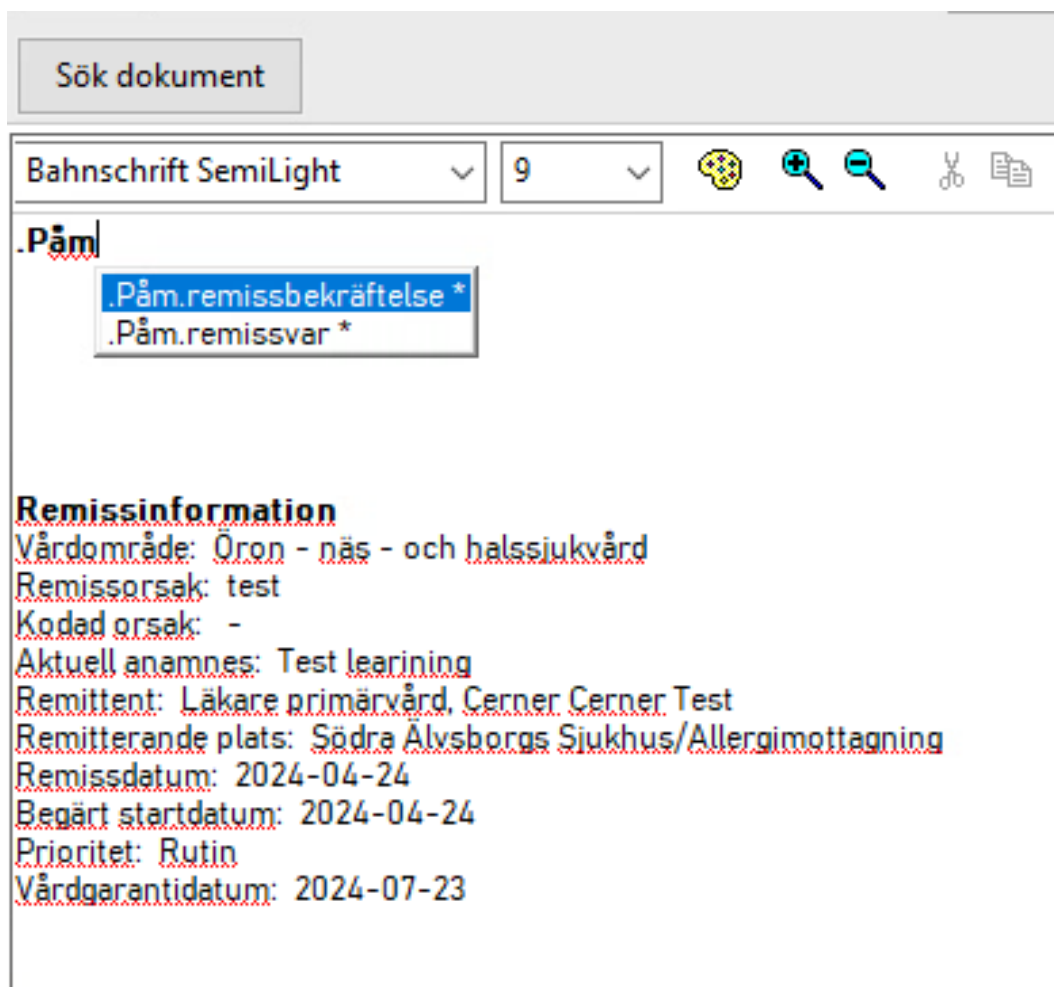 Sök dokument
Bahnschrift SemiLight 9
.Påm
.Påm.remissbekräftelse *
.Påm.remissvar *
Remissinformation
Vårdområde: Öron - näs - och halssjukvård
Remissorsak: test
Kodad orsak: -
Aktuell anamnes: Test learining
Remittent: Läkare primärvård, Cerner Cerner Test
Remitterande plats: Södra Älvsborgs Sjukhus/Allergimottagning
Remissdatum: 2024-04-24
Begärt startdatum: 2024-04-24
Prioritet: Rutin
Vårdgarantidatum: 2024-07-23